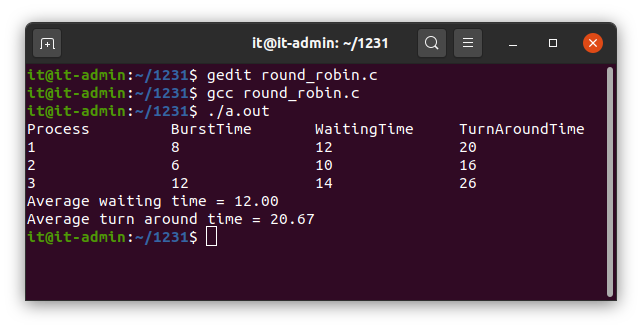 it@it-admin: ~/1231
it@it-admin:~/1231$ gedit round_robin.c
it@it-admin:~/1231$ gcc round_robin.c
it@it-admin:~/1231$ ./a.out
Process BurstTime WaitingTime TurnAroundTime
1 8 12 20
2 6 10 16
3 12 14 26
Average waiting time = 12.00
Average turn around time = 20.67
it@it-admin:~/1231$